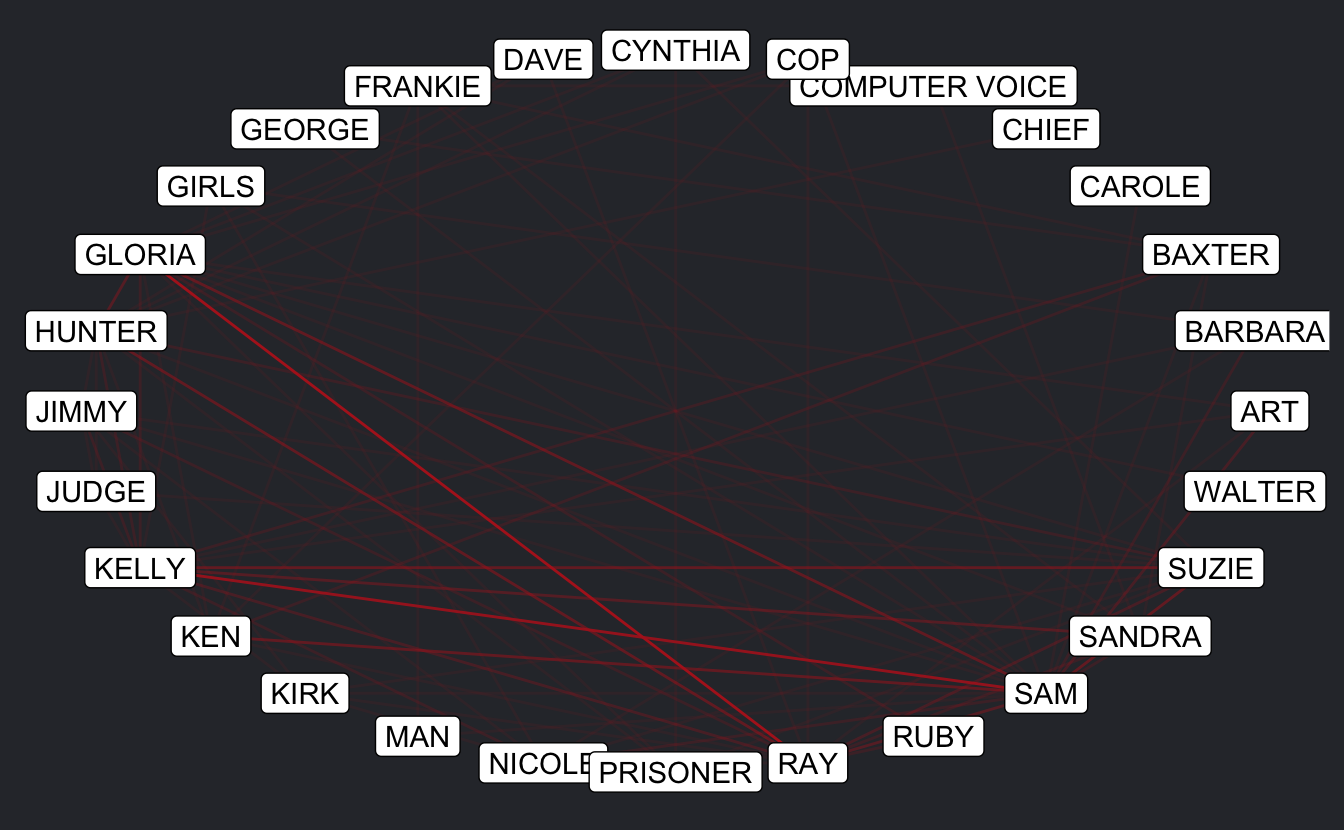 CYNTHIA
DAVE
COP
FRANKIE
COMPUTER VOICE
GEORGE
CHIEF
GIRLS
CAROLE
GLORIA
BAXTER
HUNTER
BARBARA
JIMMY
ART
JUDGE
WALTER
KELLY
SUZIE
KEN
SANDRA
KIRK
SAM
MAN
RUBY
NICOLE
PRISONER
RAY